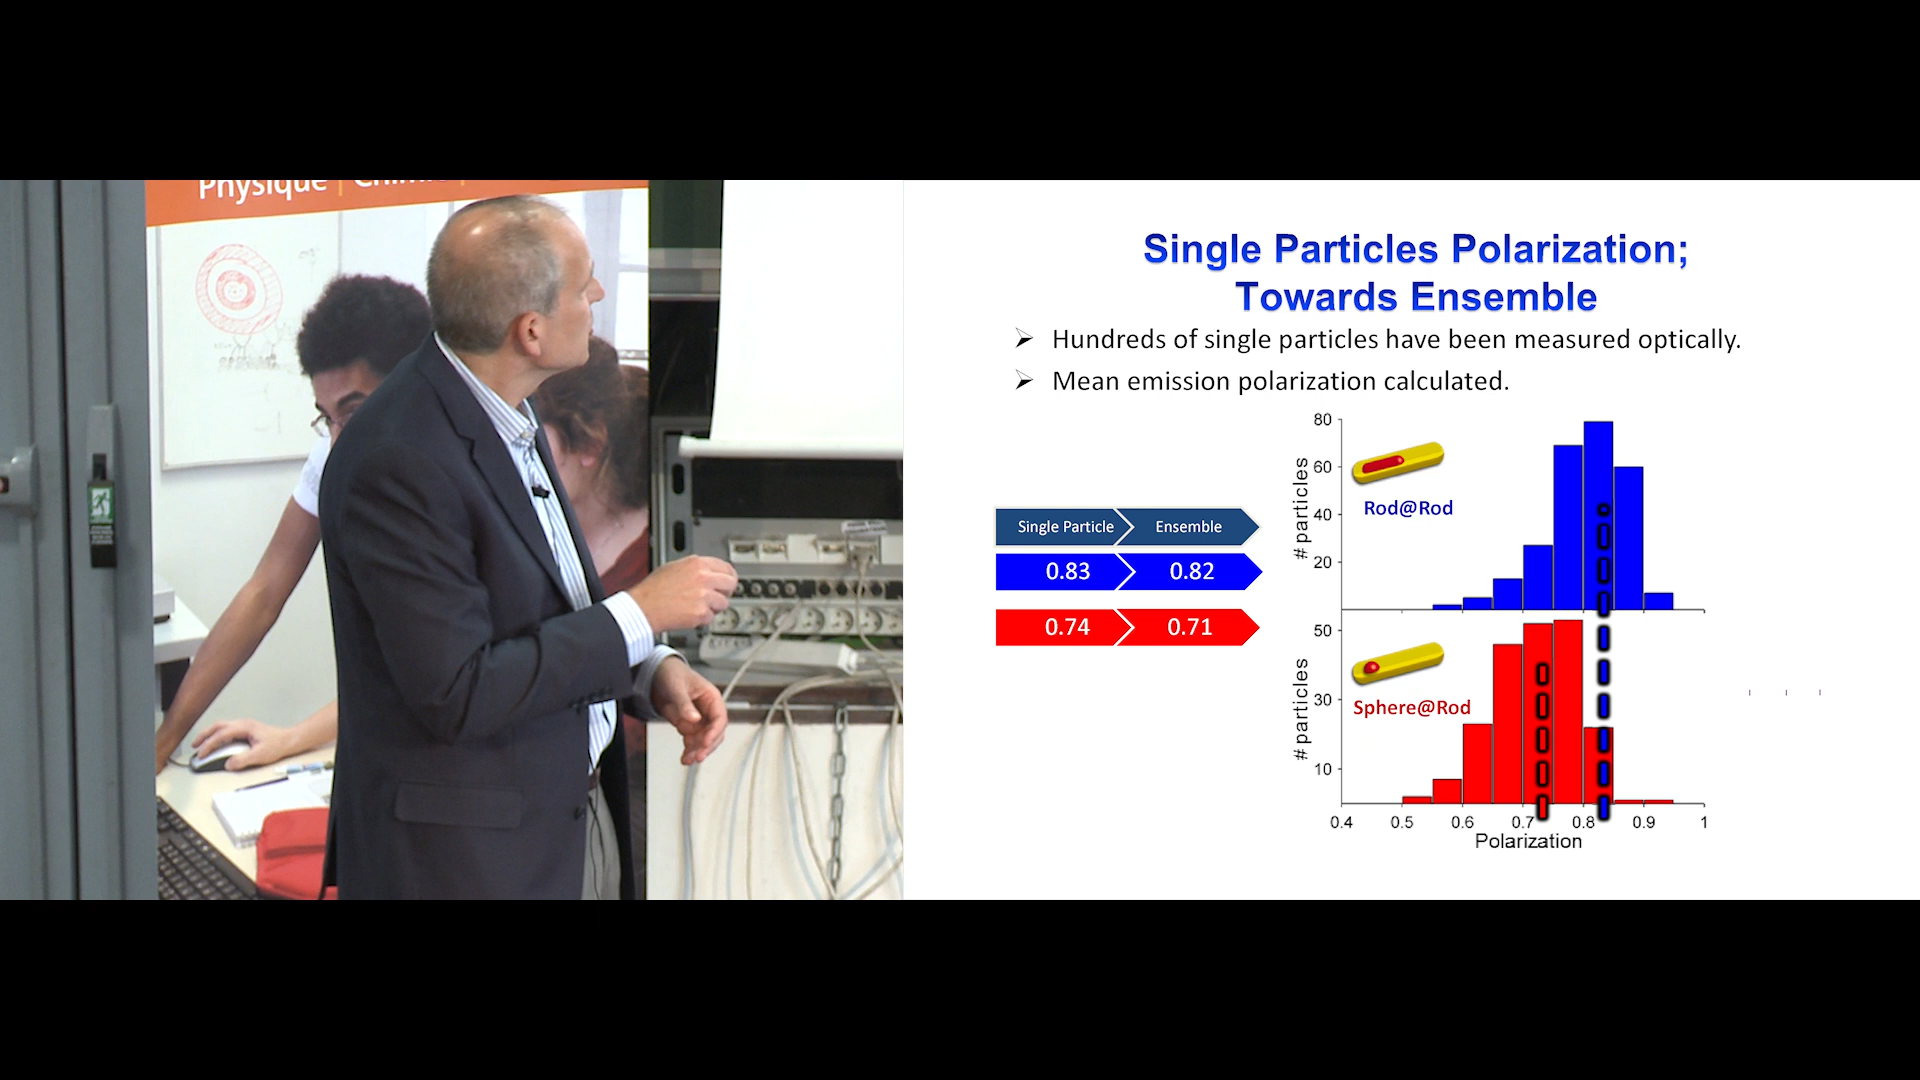 Physique
Single Particles Polarization;
Towards Ensemble
Hundreds of single particles have been measured optically.
Mean emission polarization calculated.
Single Particle
Ensemble
0.83
0.82
0.74
0.71
80
60
40
20
# particles
Rod@Rod
50
30
10
# particles
Sphere@Rod
0.4
0.5
0.6
0.7
0.8
0.9
1
Polarization